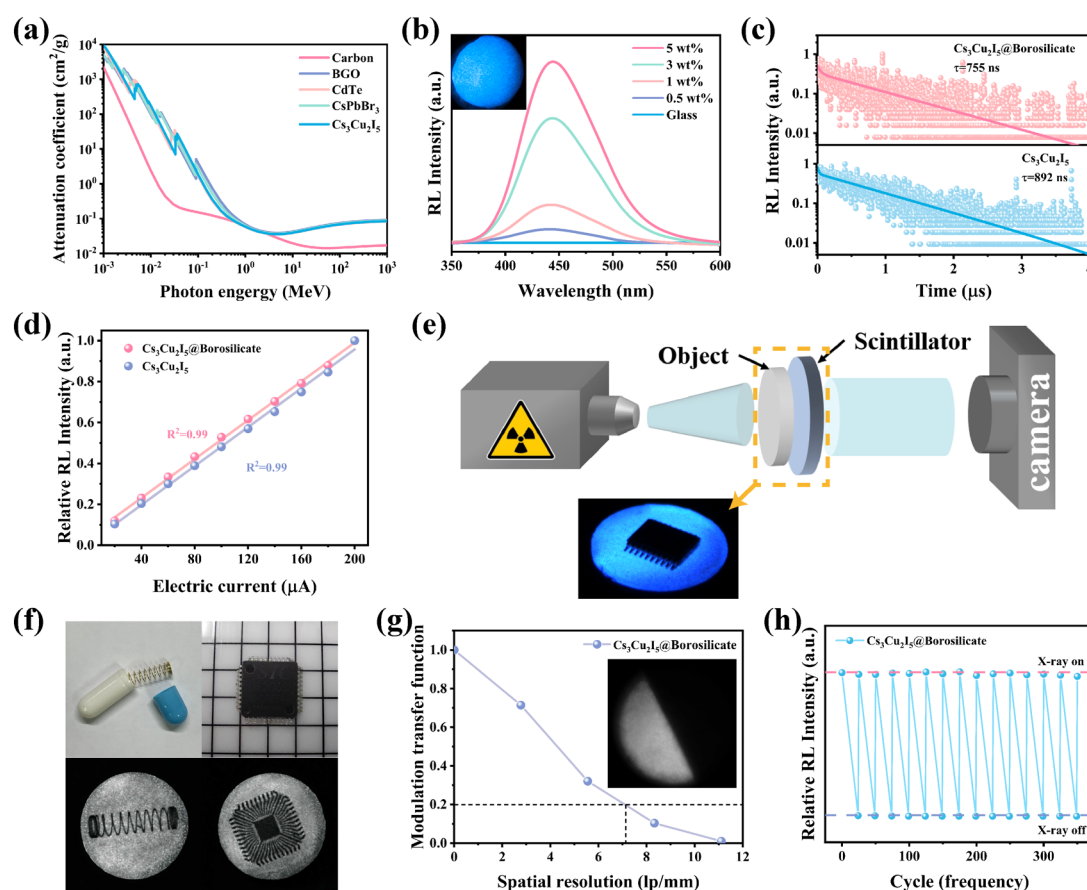 (a)
Attenuation coefficient (cm²/g)
10⁴
10³
10²
10¹
10⁰
10⁻¹
10⁻²
Carbon
BGO
CdTe
CsPbBr₃
Cs₃Cu₂I₅
10⁻³ 10⁻² 10⁻¹ 10⁰ 10¹ 10² 10³
Photon engergy (MeV)
(b)
RL Intensity (a.u.)
5 wt%
3 wt%
1 wt%
0.5 wt%
Glass
350 400 450 500 550 600
Wavelength (nm)
(c)
RL Intensity (a.u.)
1
0.1
0.01
Cs₃Cu₂I₅@Borosilicate
τ=755 ns
1
0.1
0.01
Cs₃Cu₂I₅
τ=892 ns
0 1 2 3 4
Time (μs)
(d)
Relative RL Intensity (a.u.)
1.0
0.8
0.6
0.4
0.2
0.0
Cs₃Cu₂I₅@Borosilicate
Cs₃Cu₂I₅
R²=0.99
R²=0.99
40 80 120 160 200
Electric current (μA)
(e)
Object
Scintillator
camera
(f)
(g)
Modulation transfer function
1.0
0.8
0.6
0.4
0.2
0.0
Cs₃Cu₂I₅@Borosilicate
0 2 4 6 8 10 12
Spatial resolution (lp/mm)
(h)
Relative RL Intensity (a.u.)
Cs₃Cu₂I₅@Borosilicate
X-ray on
X-ray off
0 50 100 150 200 250 300 350
Cycle (frequency)